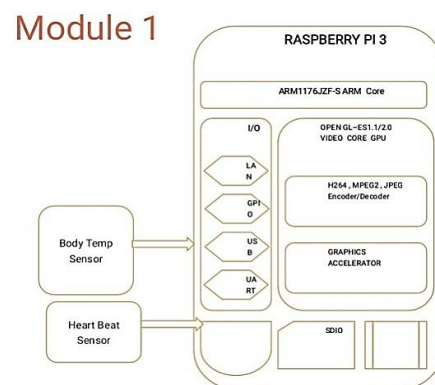 Module 1
RASPBERRY PI 3
ARM1176JZF-S ARM Core
I/O
LA
N
GPI
O
US
B
UA
RT
OPEN GL-ES1.1/2.0
VIDEO CORE GPU
H264 , MPEG2 , JPEG
Encoder/Decoder
GRAPHICS
ACCELERATOR
Body Temp
Sensor
Heart Beat
Sensor
SDIO